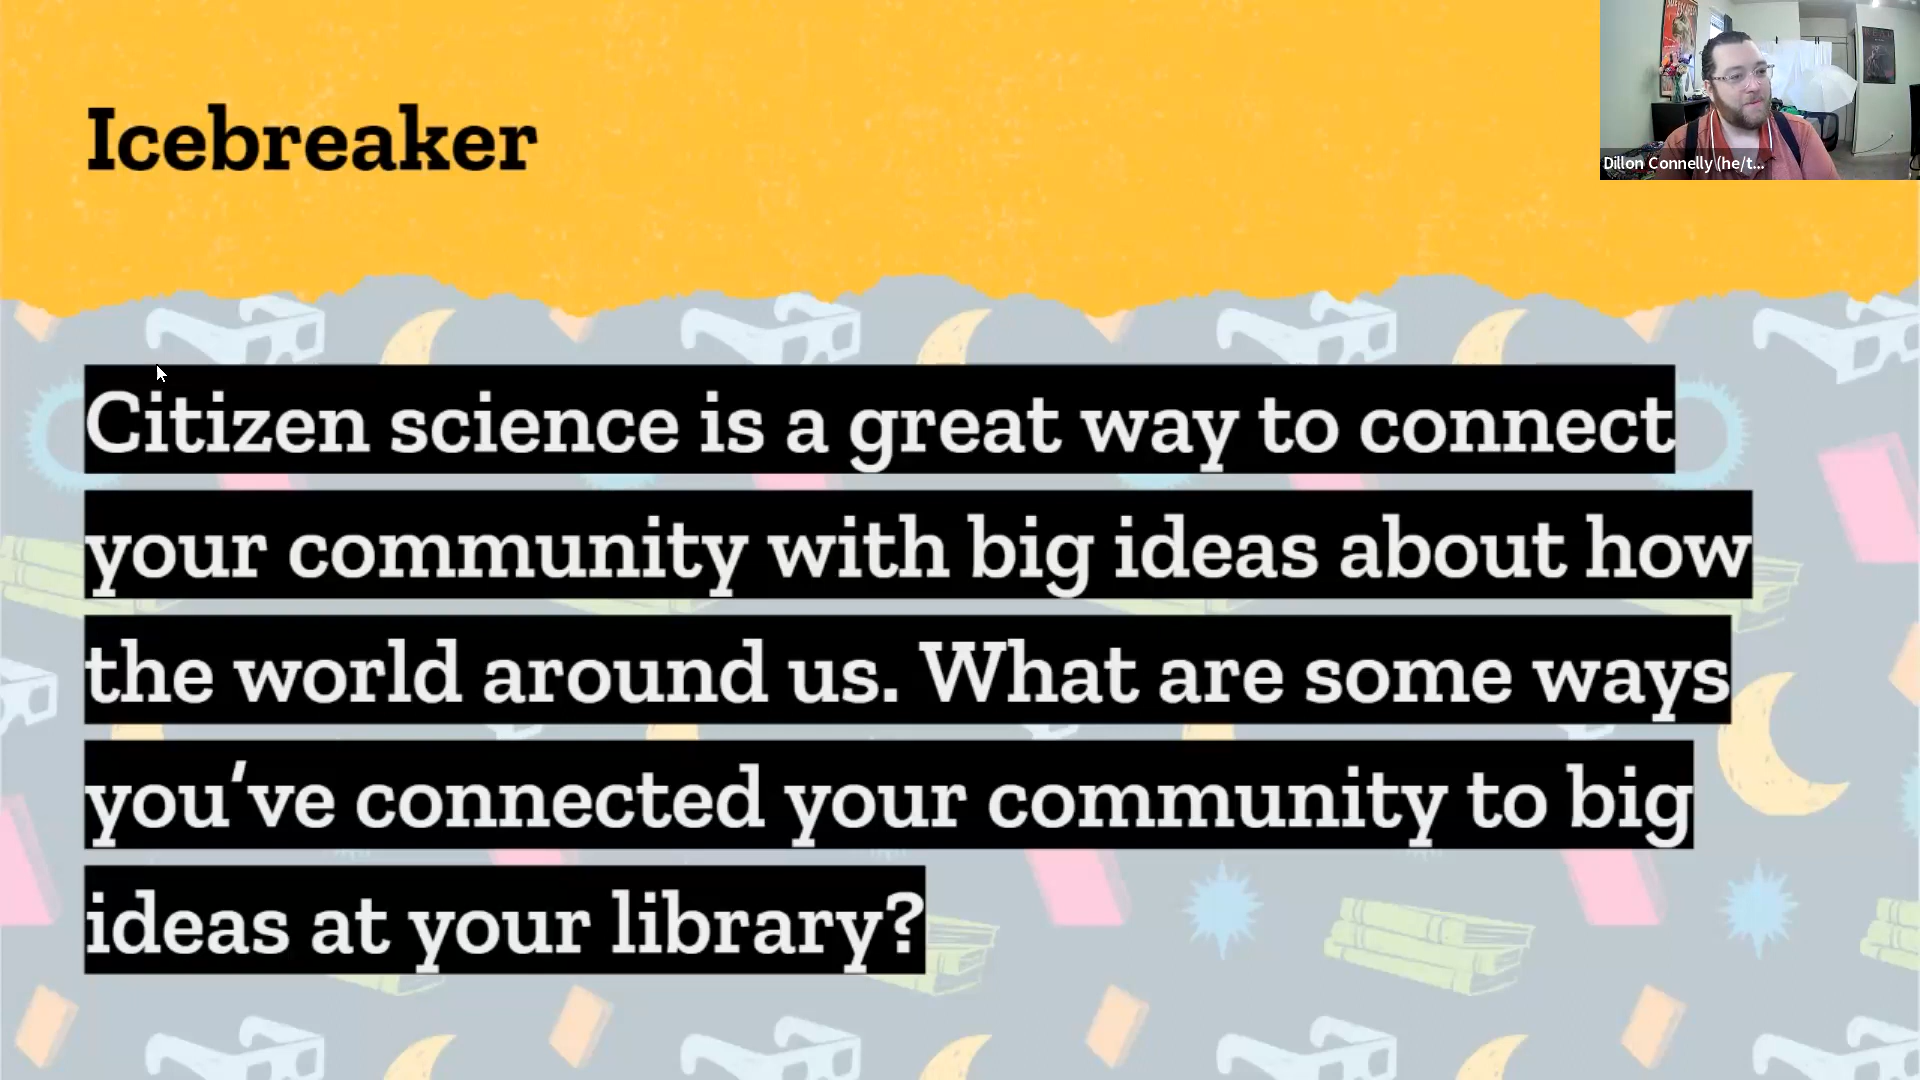 Icebreaker
Dillon Connelly (he/t...
Citizen science is a great way to connect
your community with big ideas about how
the world around us. What are some ways
you've connected your community to big
ideas at your library?